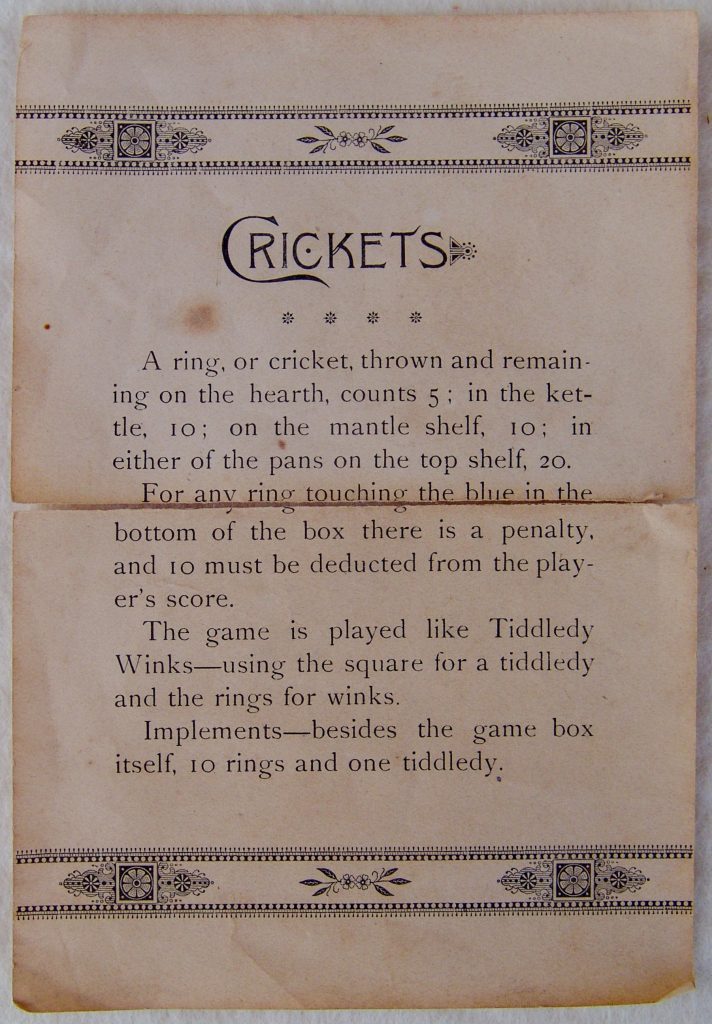 CRICKETS
A ring, or cricket, thrown and remain-
ing on the hearth, counts 5; in the ket-
tle, 10; on the mantle shelf, 10; in
either of the pans on the top shelf, 20.
For any ring touching the blue in the
bottom of the box there is a penalty,
and 10 must be deducted from the play-
er's score.
The game is played like Tiddledy
Winks—using the square for a tiddledy
and the rings for winks.
Implements—besides the game box
itself, 10 rings and one tiddledy.